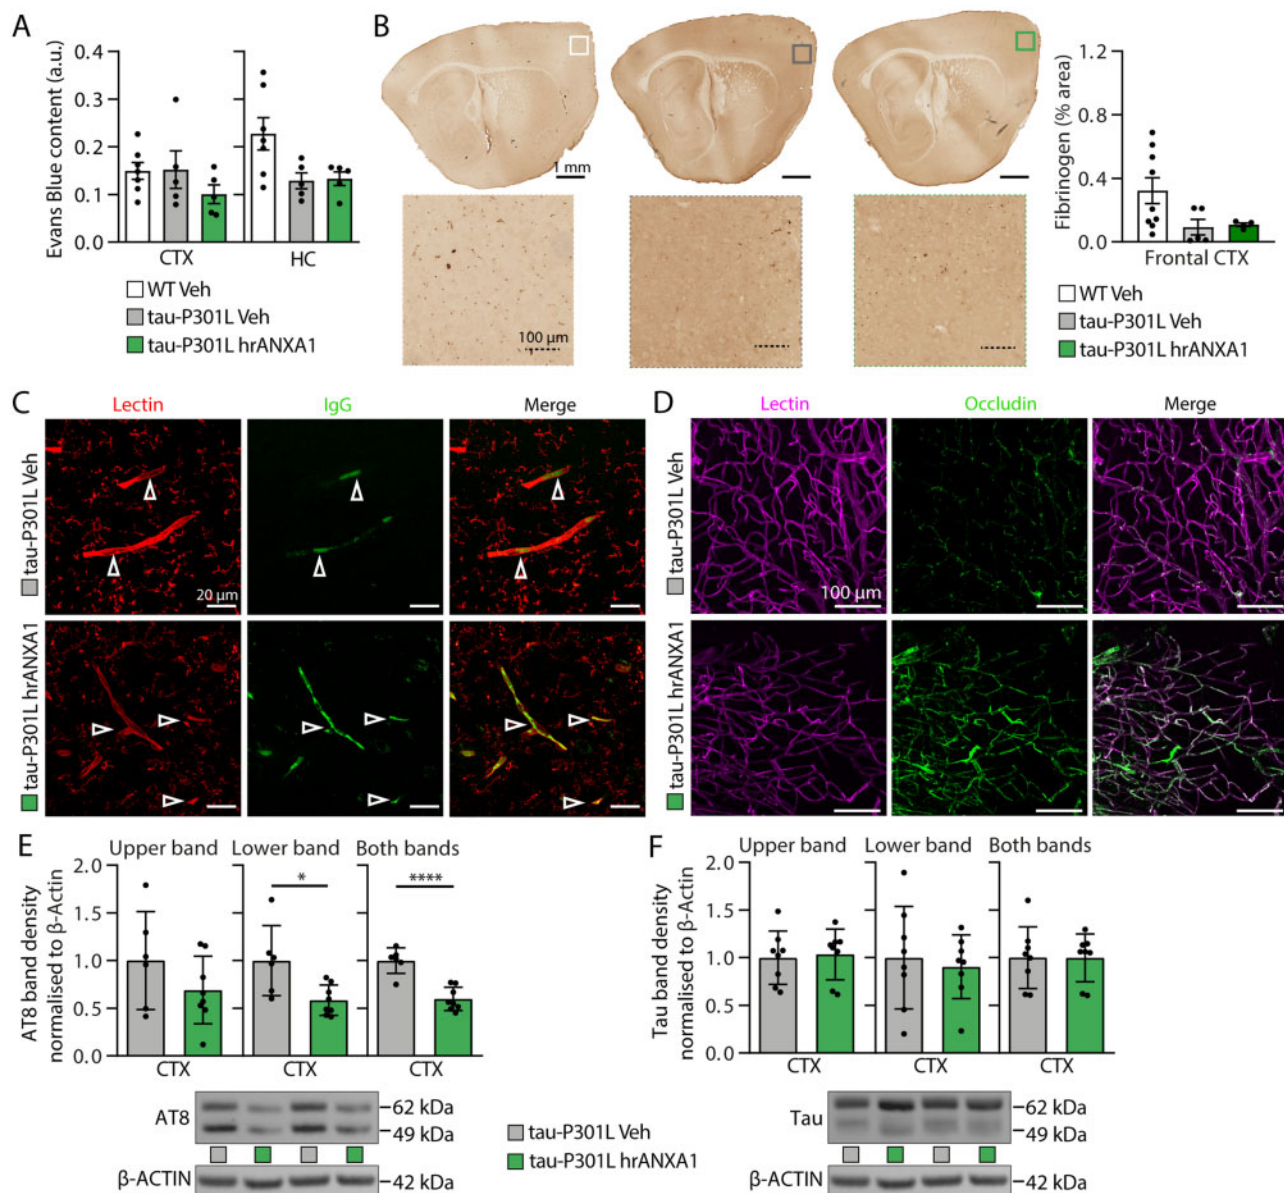 A
Evans Blue content (a.u.)
0.4
0.3
0.2
0.1
0.0
CTX
HC
WT Veh
tau-P301L Veh
tau-P301L hrANXA1
B
1 mm
100 µm
Fibrinogen (% area)
1.2
0.8
0.4
0.0
Frontal CTX
WT Veh
tau-P301L Veh
tau-P301L hrANXA1
C
Lectin
IgG
Merge
tau-P301L Veh
20 µm
tau-P301L hrANXA1
D
Lectin
Occludin
Merge
tau-P301L Veh
100 µm
tau-P301L hrANXA1
E
Upper band
Lower band
Both bands
AT8 band density
normalised to β-Actin
2.0
1.5
1.0
0.5
0.0
*
****
CTX
CTX
CTX
AT8
62 kDa
49 kDa
β-ACTIN
42 kDa
tau-P301L Veh
tau-P301L hrANXA1
F
Upper band
Lower band
Both bands
Tau band density
normalised to β-Actin
2.0
1.5
1.0
0.5
0.0
CTX
CTX
CTX
Tau
62 kDa
49 kDa
β-ACTIN
42 kDa